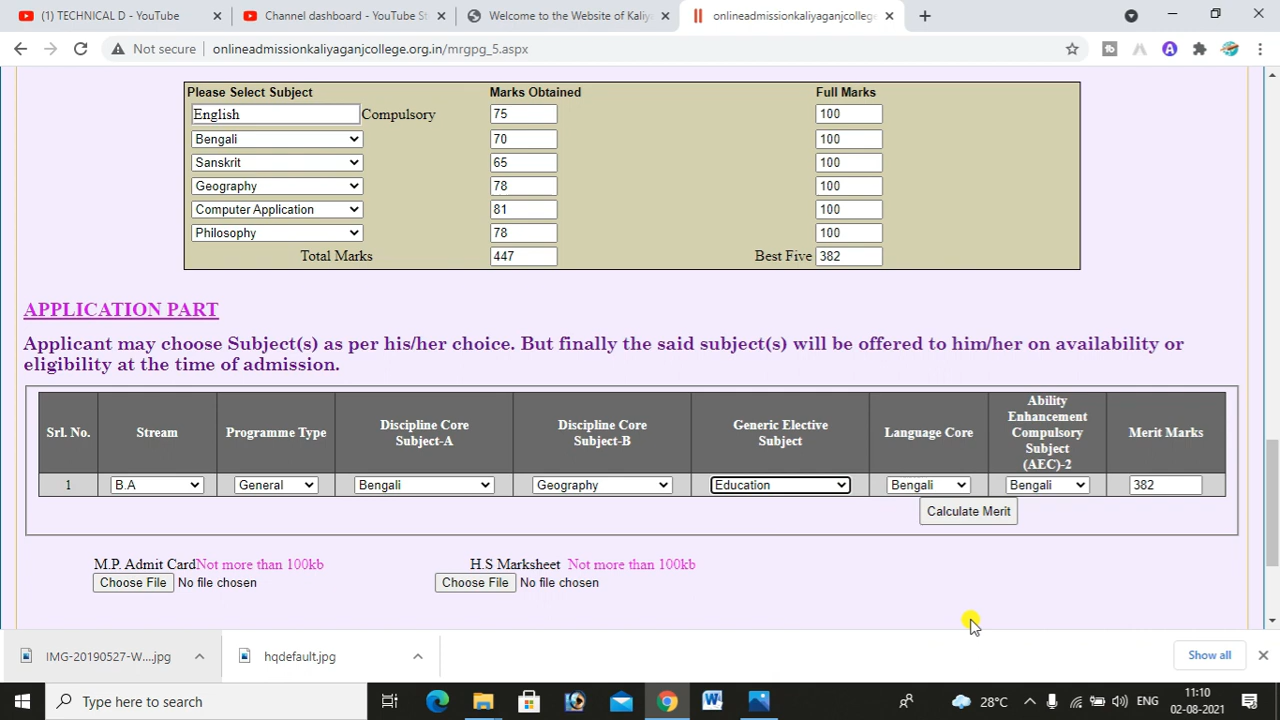 (1) TECHNICAL D - YouTube
Channel dashboard - YouTube St
Welcome to the Website of Kaliy
onlineadmissionkaliyaganjcollege
Not secure
onlineadmissionkaliyaganjcollege.org.in/mrgpg_5.aspx
Please Select Subject Marks Obtained Full Marks
English Compulsory 75 100
Bengali 70 100
Sanskrit 65 100
Geography 78 100
Computer Application 81 100
Philosophy 78 100
Total Marks 447 Best Five 382
APPLICATION PART
Applicant may choose Subject(s) as per his/her choice. But finally the said subject(s) will be offered to him/her on availability or
eligibility at the time of admission.
Srl. No.
Stream
Programme Type
Discipline Core
Subject-A
Discipline Core
Subject-B
Generic Elective
Subject
Language Core
Ability
Enhancement
Compulsory
Subject
(AEC)-2
Merit Marks
1 B.A General Bengali Geography Education Bengali Bengali 382
Calculate Merit
M.P. Admit Card Not more than 100kb H.S Marksheet Not more than 100kb
Choose File No file chosen Choose File No file chosen
IMG-20190527-W....jpg
hqdefault.jpg
Show all
Type here to search
28°C
ENG
11:10
02-08-2021